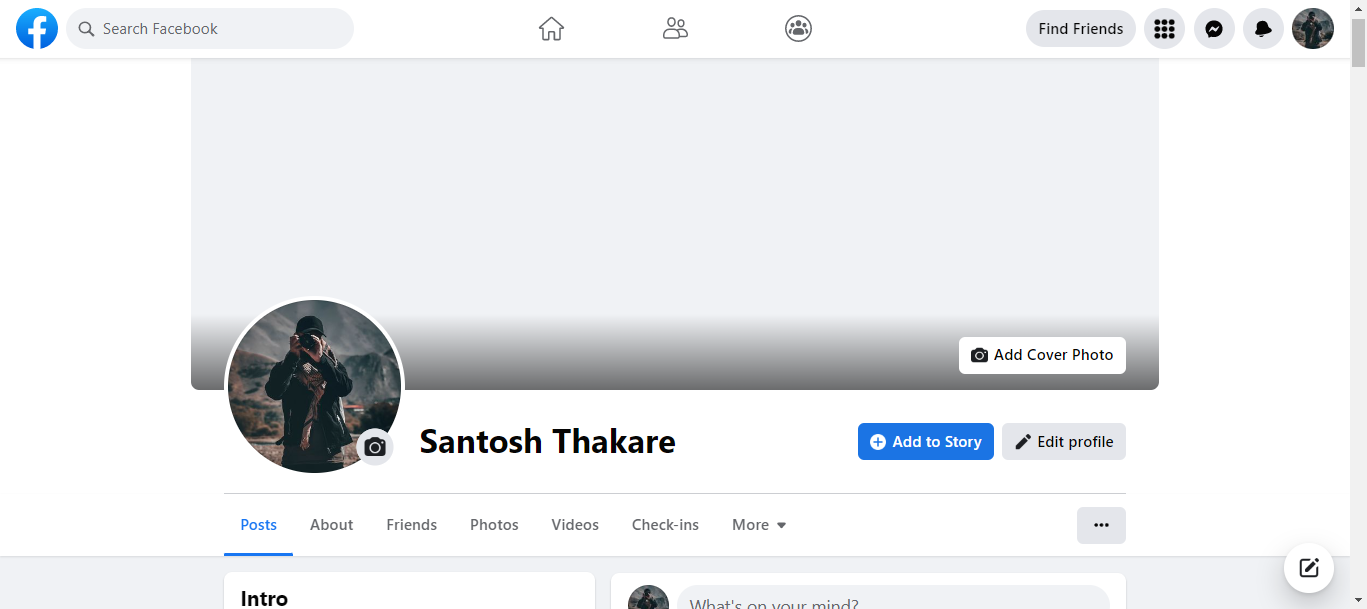 Search Facebook
Find Friends
Add Cover Photo
Santosh Thakare
Add to Story
Edit profile
Posts
About
Friends
Photos
Videos
Check-ins
More
Intro
What's on your mind?